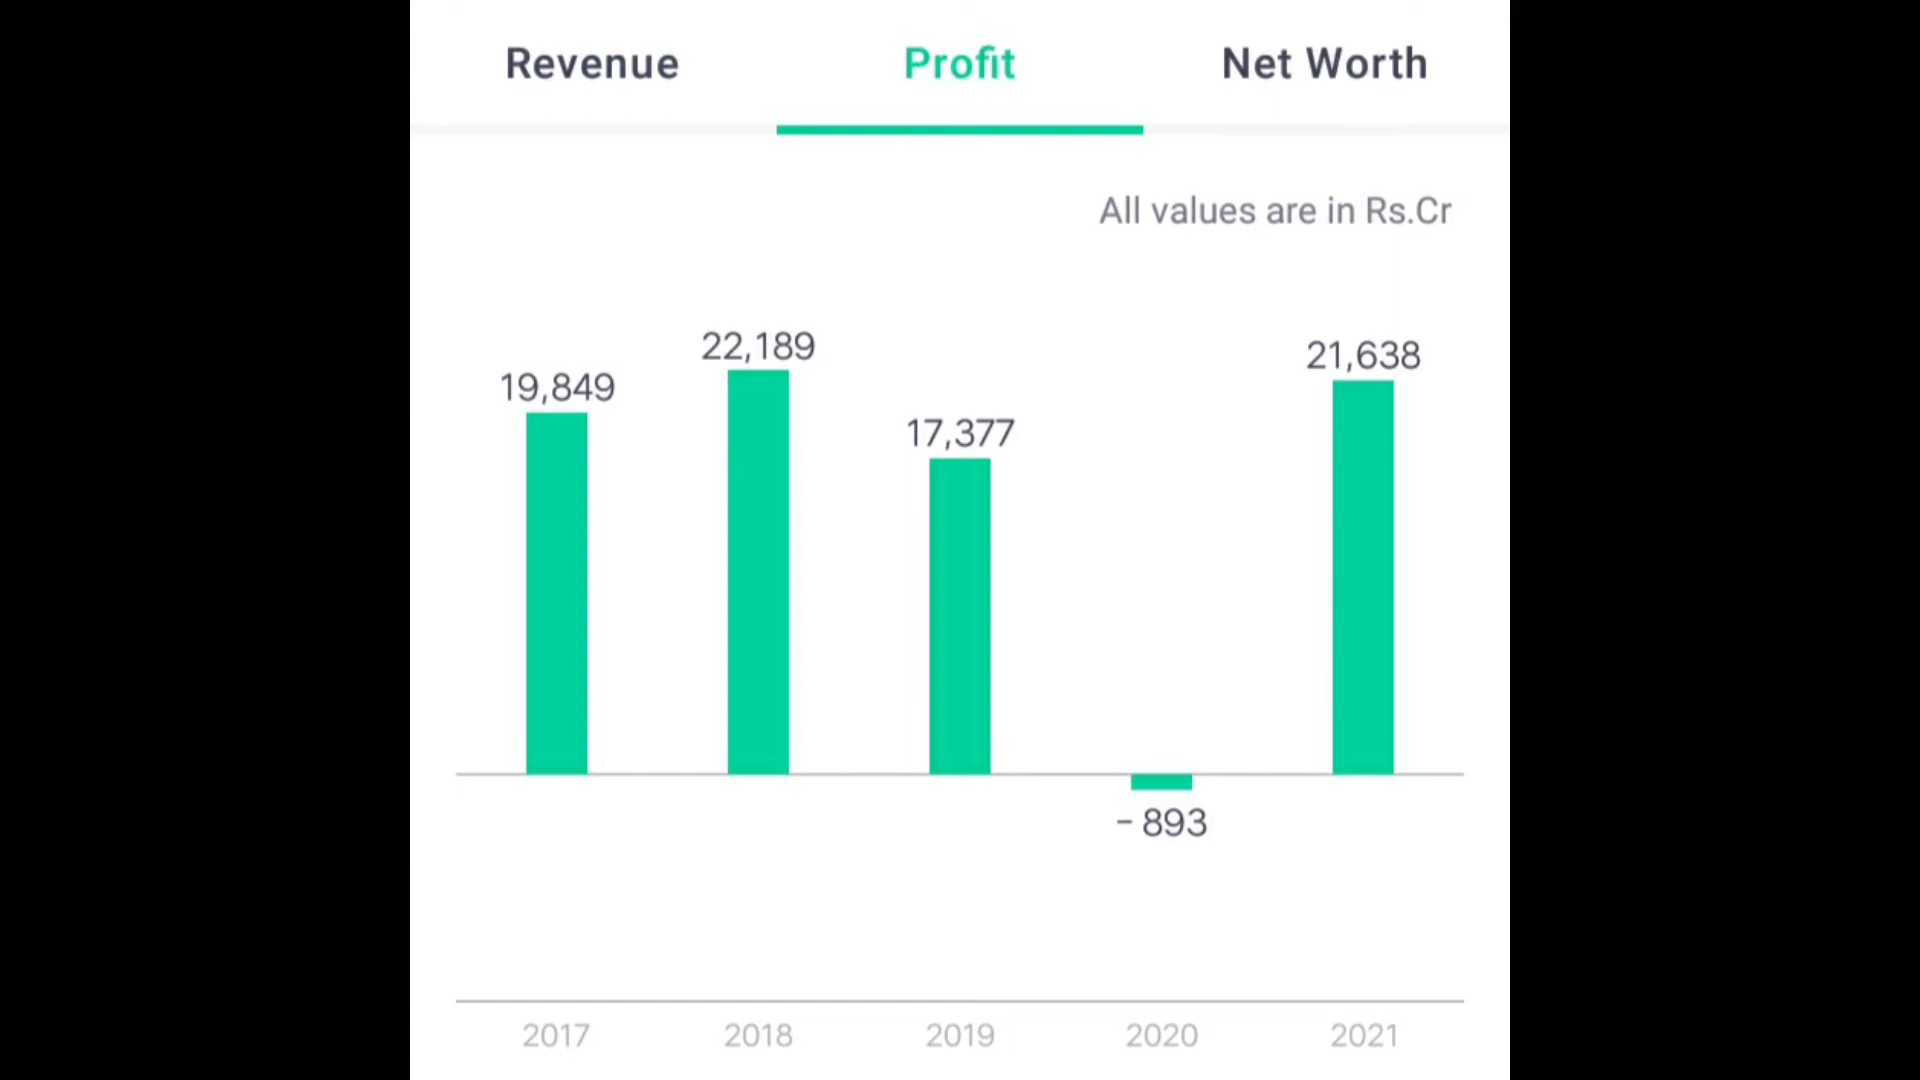 Revenue Profit Net Worth
All values are in Rs.Cr
19,849 22,189 17,377 -893 21,638
2017 2018 2019 2020 2021